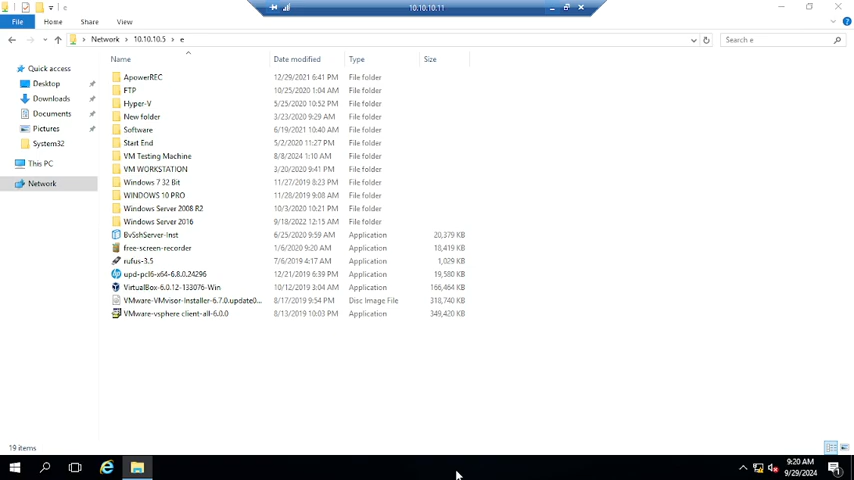 e
10.10.10.11
File Home Share View
Network 10.10.10.5 e
Search e
Name Date modified Type Size
Quick access
Desktop
Downloads
Documents
Pictures
System32
This PC
Network
ApowerREC 12/29/2021 6:41 PM File folder
FTP 10/25/2020 1:04 AM File folder
Hyper-V 5/25/2020 10:52 PM File folder
New folder 3/23/2020 9:29 AM File folder
Software 6/19/2021 10:40 AM File folder
Start End 5/2/2020 11:27 PM File folder
VM Testing Machine 8/8/2024 1:10 AM File folder
VM WORKSTATION 3/20/2020 9:41 PM File folder
Windows 7 32 Bit 11/27/2019 8:23 PM File folder
WINDOWS 10 PRO 11/28/2019 9:08 AM File folder
Windows Server 2008 R2 10/3/2020 10:21 PM File folder
Windows Server 2016 9/18/2022 12:15 AM File folder
BvSshServer-Inst 6/25/2020 9:59 AM Application 20,379 KB
free-screen-recorder 1/6/2020 9:20 AM Application 18,419 KB
rufus-3.5 7/6/2019 4:17 AM Application 1,029 KB
upd-pcl6-x64-6.8.0.24296 12/21/2019 6:39 PM Application 19,580 KB
VirtualBox-6.0.12-133076-Win 10/12/2019 3:04 AM Application 166,464 KB
VMware-VMvisor-Installer-6.7.0.update0... 8/17/2019 9:54 PM Disc Image File 318,740 KB
VMware-vsphere client-all-6.0.0 8/13/2019 10:03 PM Application 349,420 KB
19 items
9:20 AM
9/29/2024
1